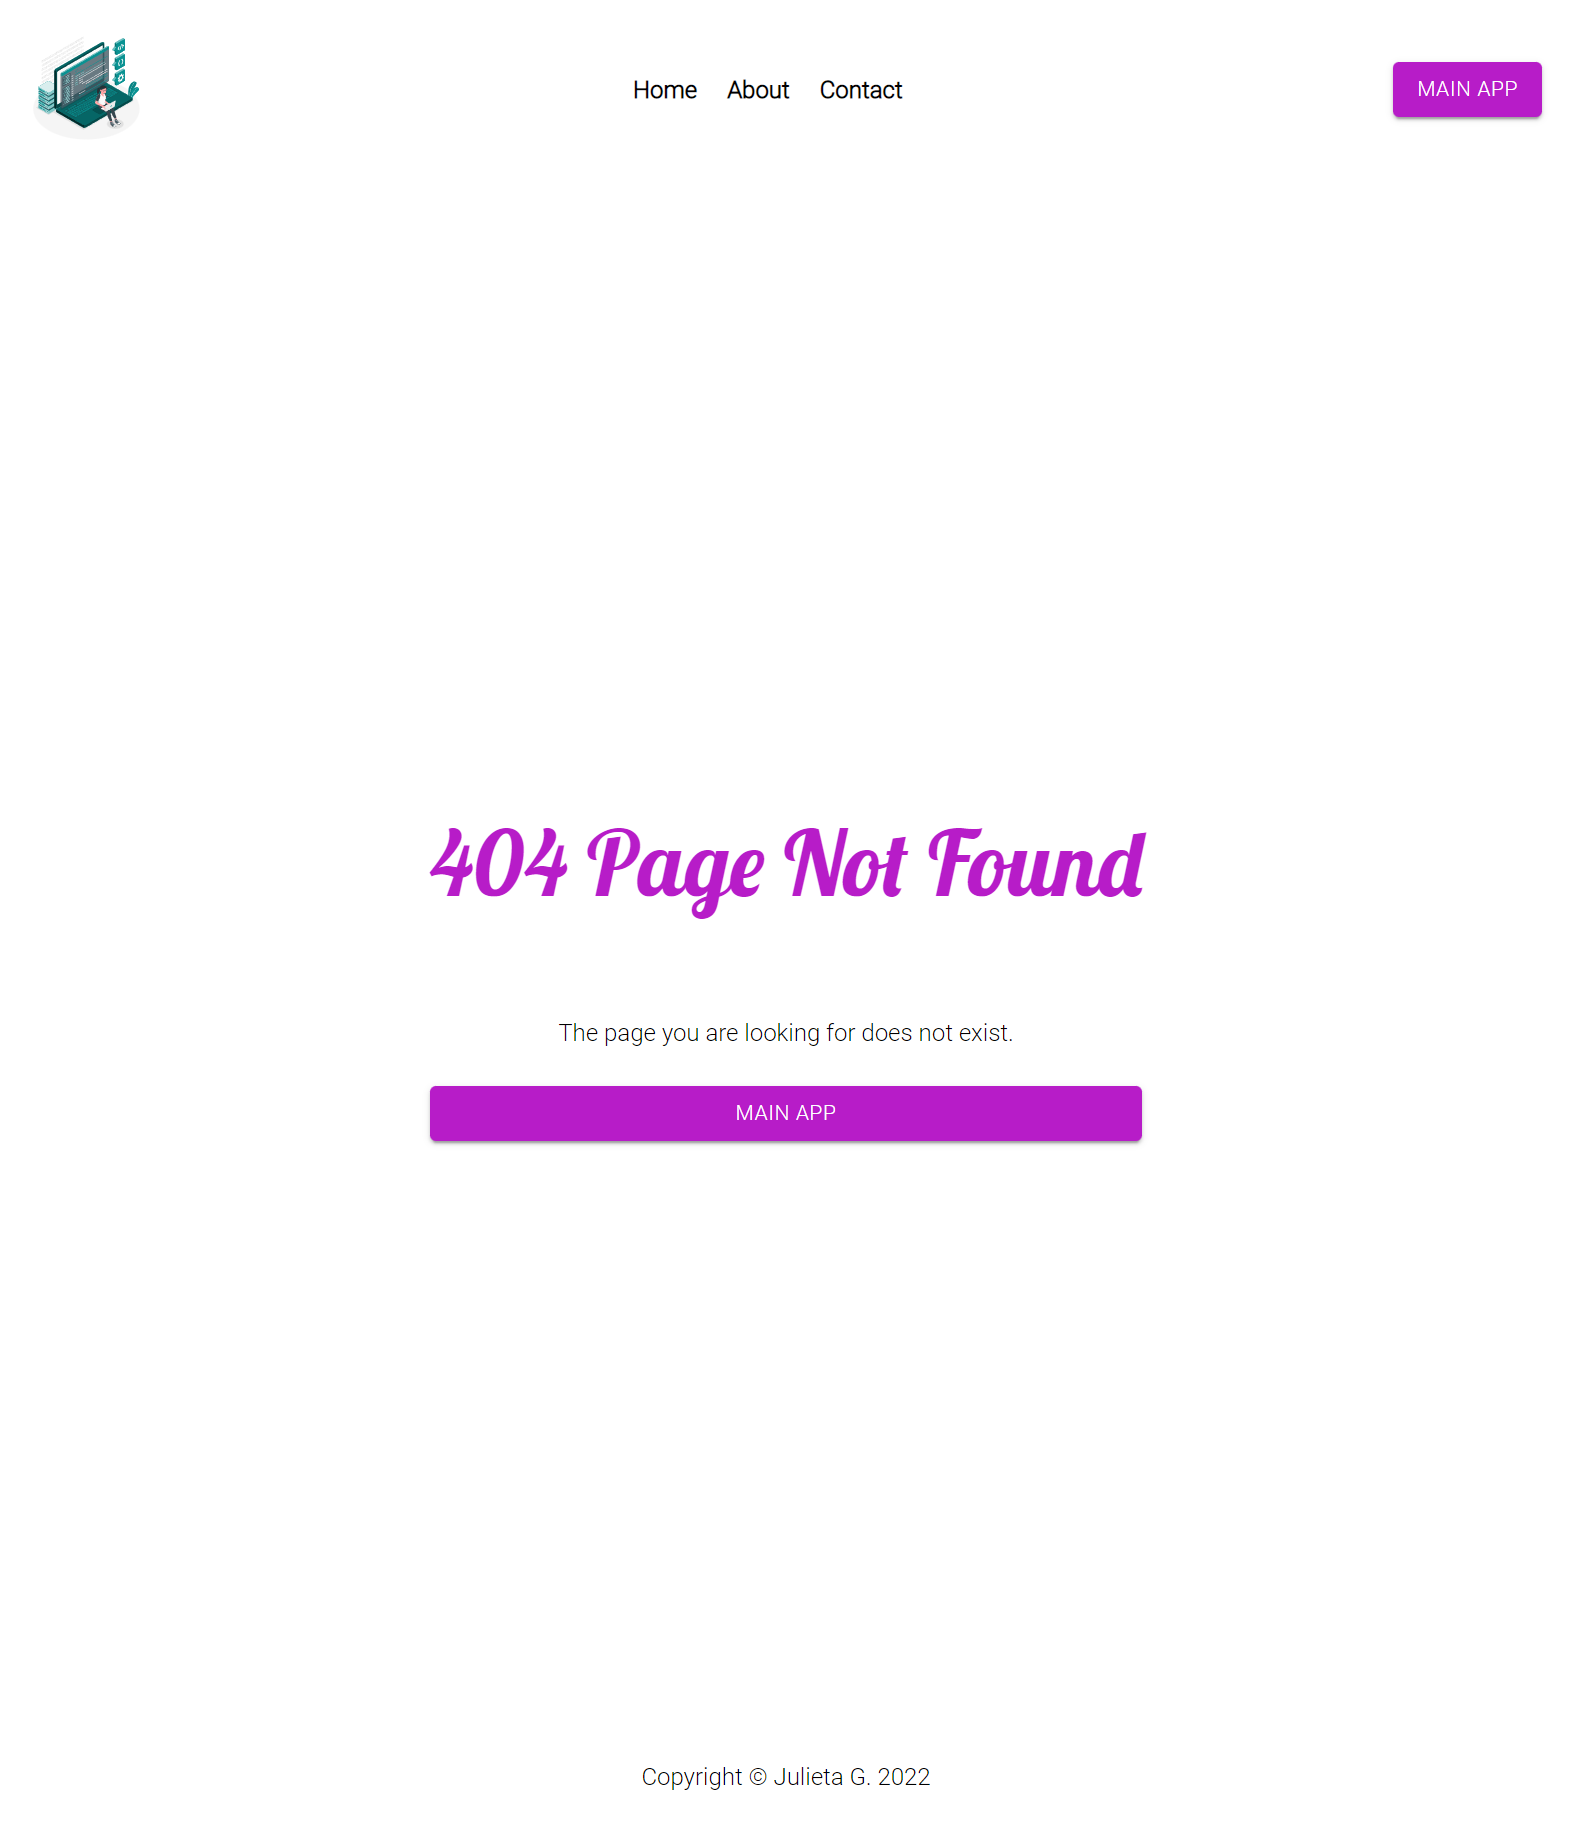 Home About Contact MAIN APP
404 Page Not Found
The page you are looking for does not exist.
MAIN APP
Copyright © Julieta G. 2022